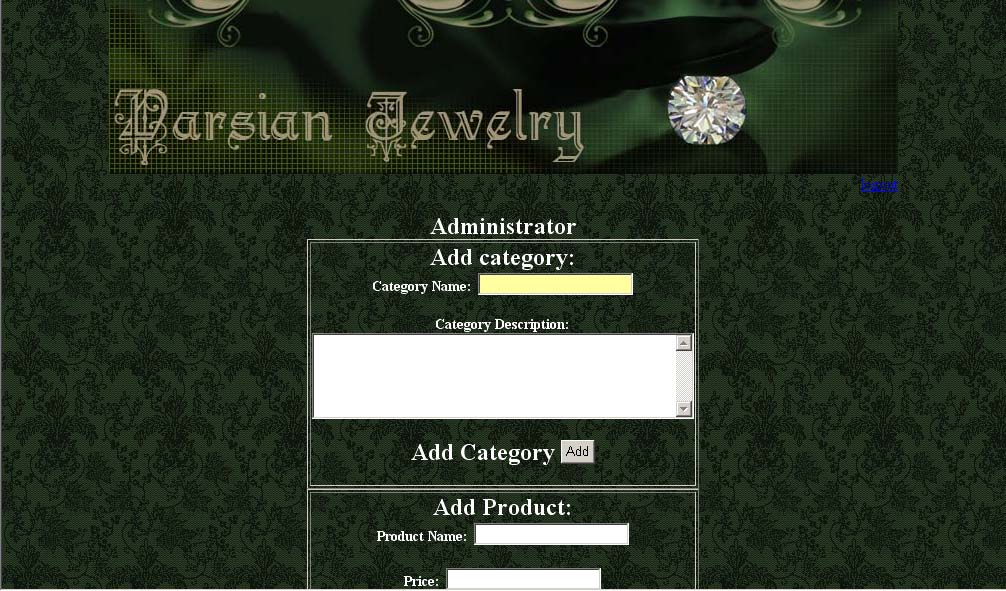 Parsian Jewelry
Administrator
Add category:
Category Name:
Category Description:
Add Category Add
Add Product:
Product Name:
Price: